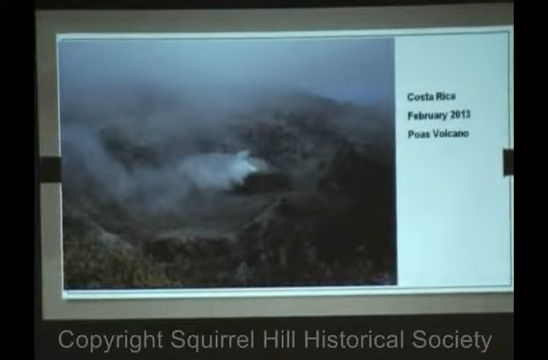 Costa Rica
February 2013
Poas Volcano
Copyright Squirrel Hill Historical Society